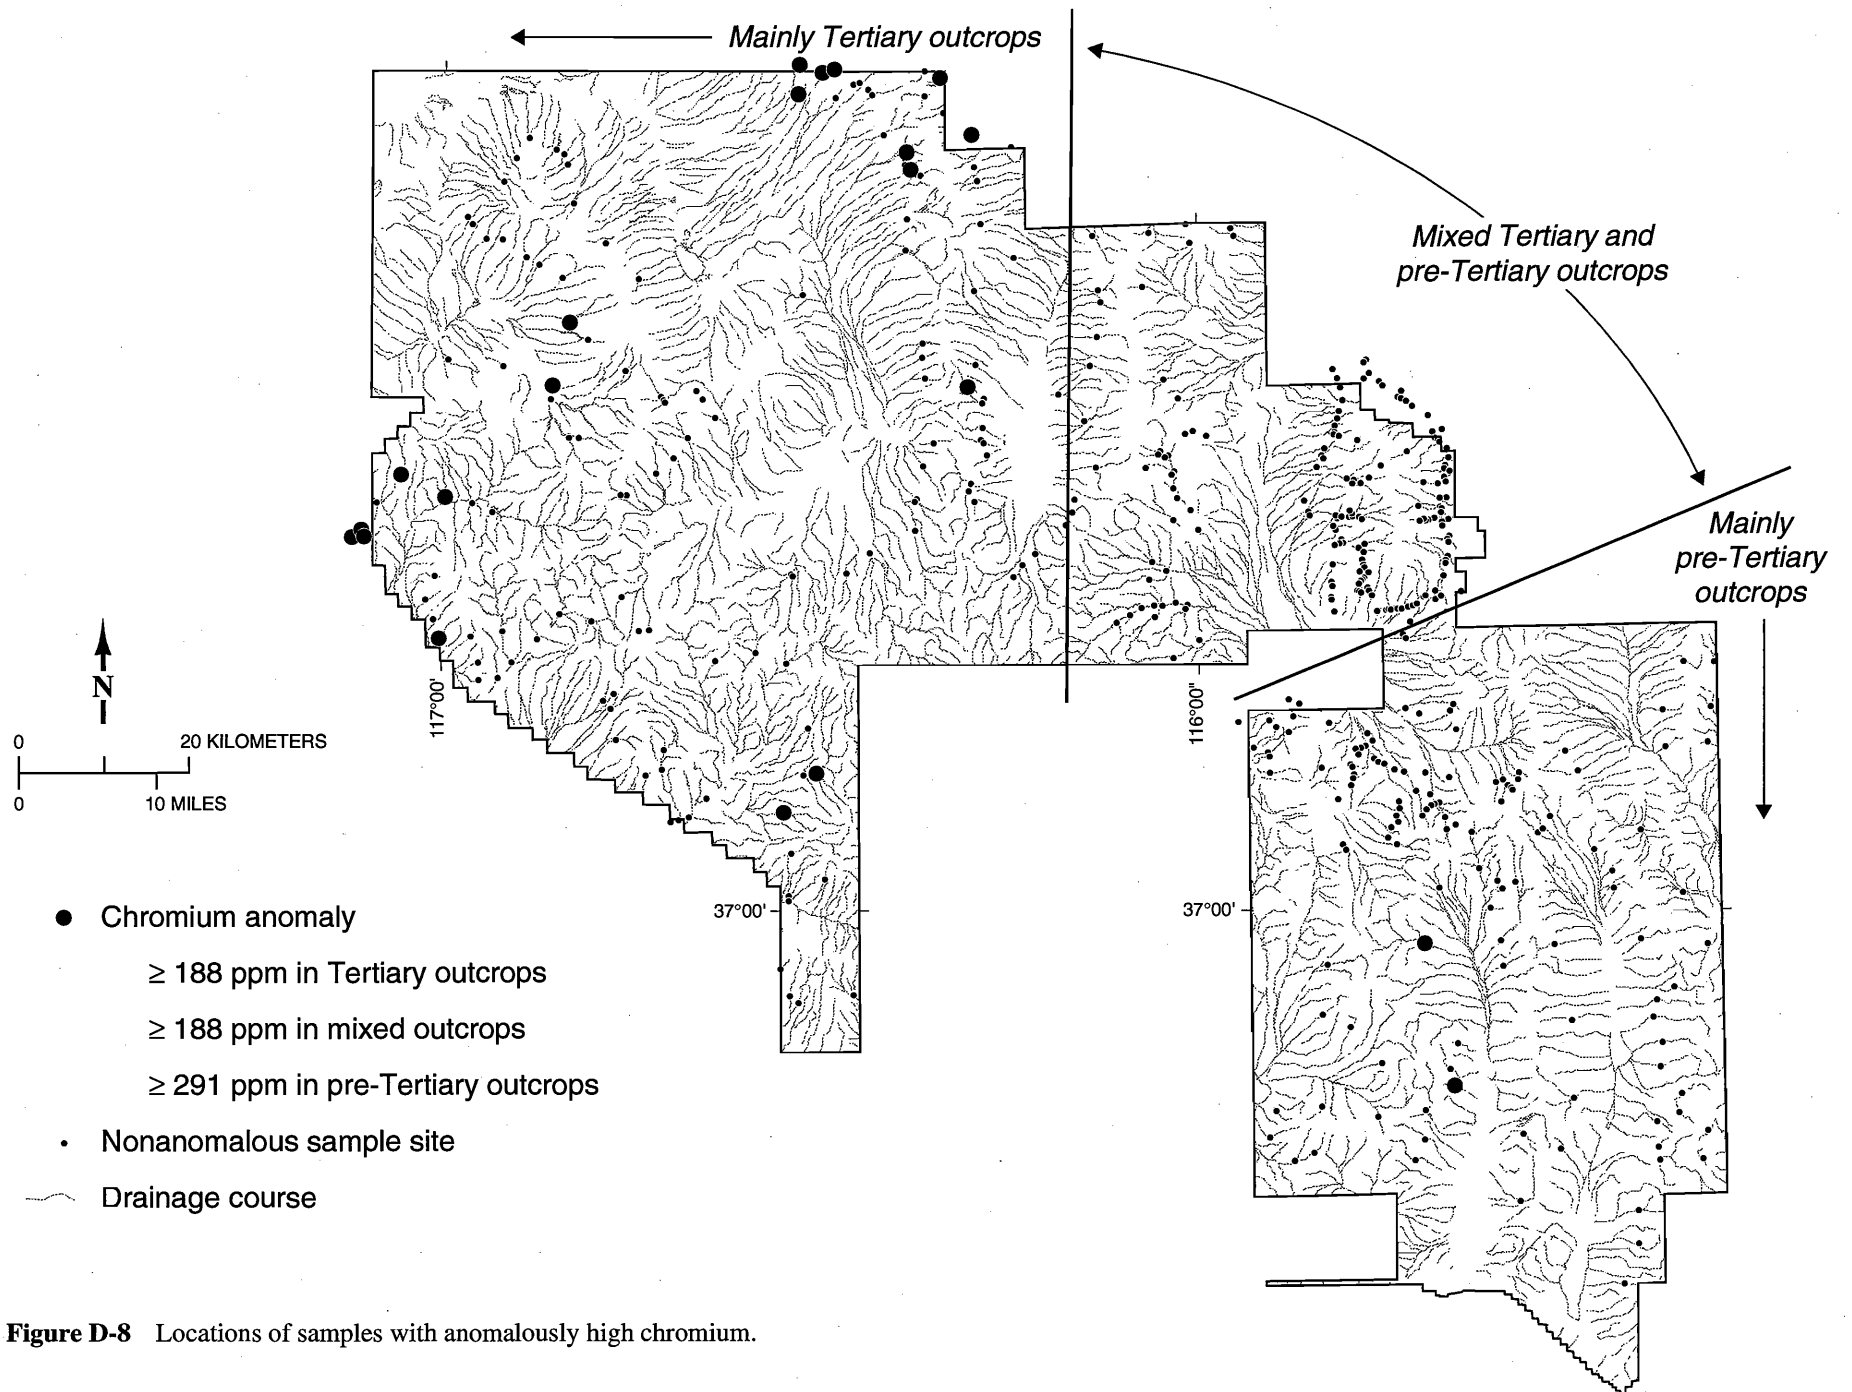 Mainly Tertiary outcrops
Mixed Tertiary and
pre-Tertiary outcrops
Mainly
pre-Tertiary
outcrops
N
0
20 KILOMETERS
0
10 MILES
117°00'
116°00"
37°00'
37°00'
Chromium anomaly
≥ 188 ppm in Tertiary outcrops
≥ 188 ppm in mixed outcrops
≥ 291 ppm in pre-Tertiary outcrops
Nonanomalous sample site
Drainage course
Figure D-8 Locations of samples with anomalously high chromium.